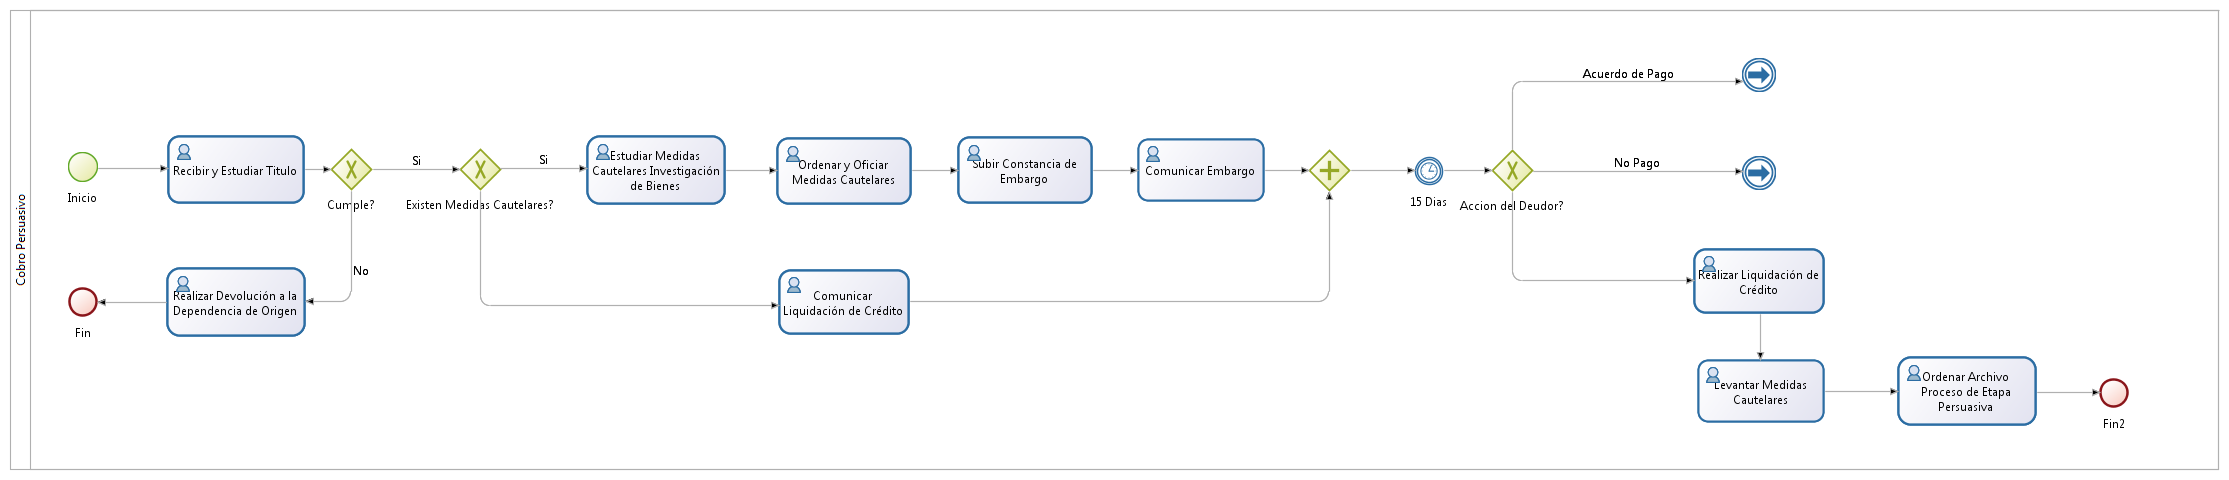 Cobro Persuasivo
Inicio
Recibir y Estudiar Titulo
Cumple?
Si
No
Realizar Devolución a la
Dependencia de Origen
Fin
Existen Medidas Cautelares?
Si
Estudiar Medidas
Cautelares Investigación
de Bienes
Ordenar y Oficiar
Medidas Cautelares
Subir Constancia de
Embargo
Comunicar Embargo
Comunicar
Liquidación de Crédito
15 Dias
Accion del Deudor?
Acuerdo de Pago
No Pago
Realizar Liquidación de
Crédito
Levantar Medidas
Cautelares
Ordenar Archivo
Proceso de Etapa
Persuasiva
Fin2